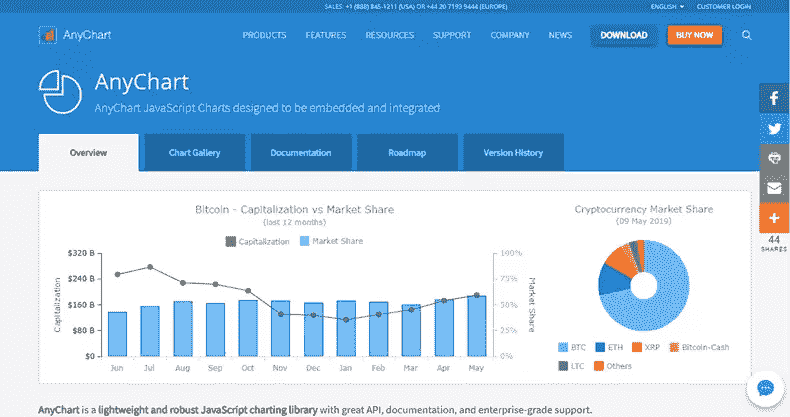 SALES: +1 (888) 845-1211 (USA) OR +44 20 7193 9444 (EUROPE) ENGLISH CUSTOMER LOGIN
AnyChart PRODUCTS FEATURES RESOURCES SUPPORT COMPANY NEWS DOWNLOAD BUY NOW
AnyChart
AnyChart JavaScript Charts designed to be embedded and integrated
Overview Chart Gallery Documentation Roadmap Version History
Bitcoin - Capitalization vs Market Share
(last 12 months)
Capitalization Market Share
$320 B
$240 B
$160 B
$80 B
$0
Capitalization
100%
75%
50%
25%
0%
Market Share
Jun Jul Aug Sep Oct Nov Dec Jan Feb Mar Apr May
Cryptocurrency Market Share
(09 May 2019)
BTC ETH XRP Bitcoin-Cash
LTC Others
44
SHARES
AnyChart is a lightweight and robust JavaScript charting library with great API, documentation, and enterprise-grade support.